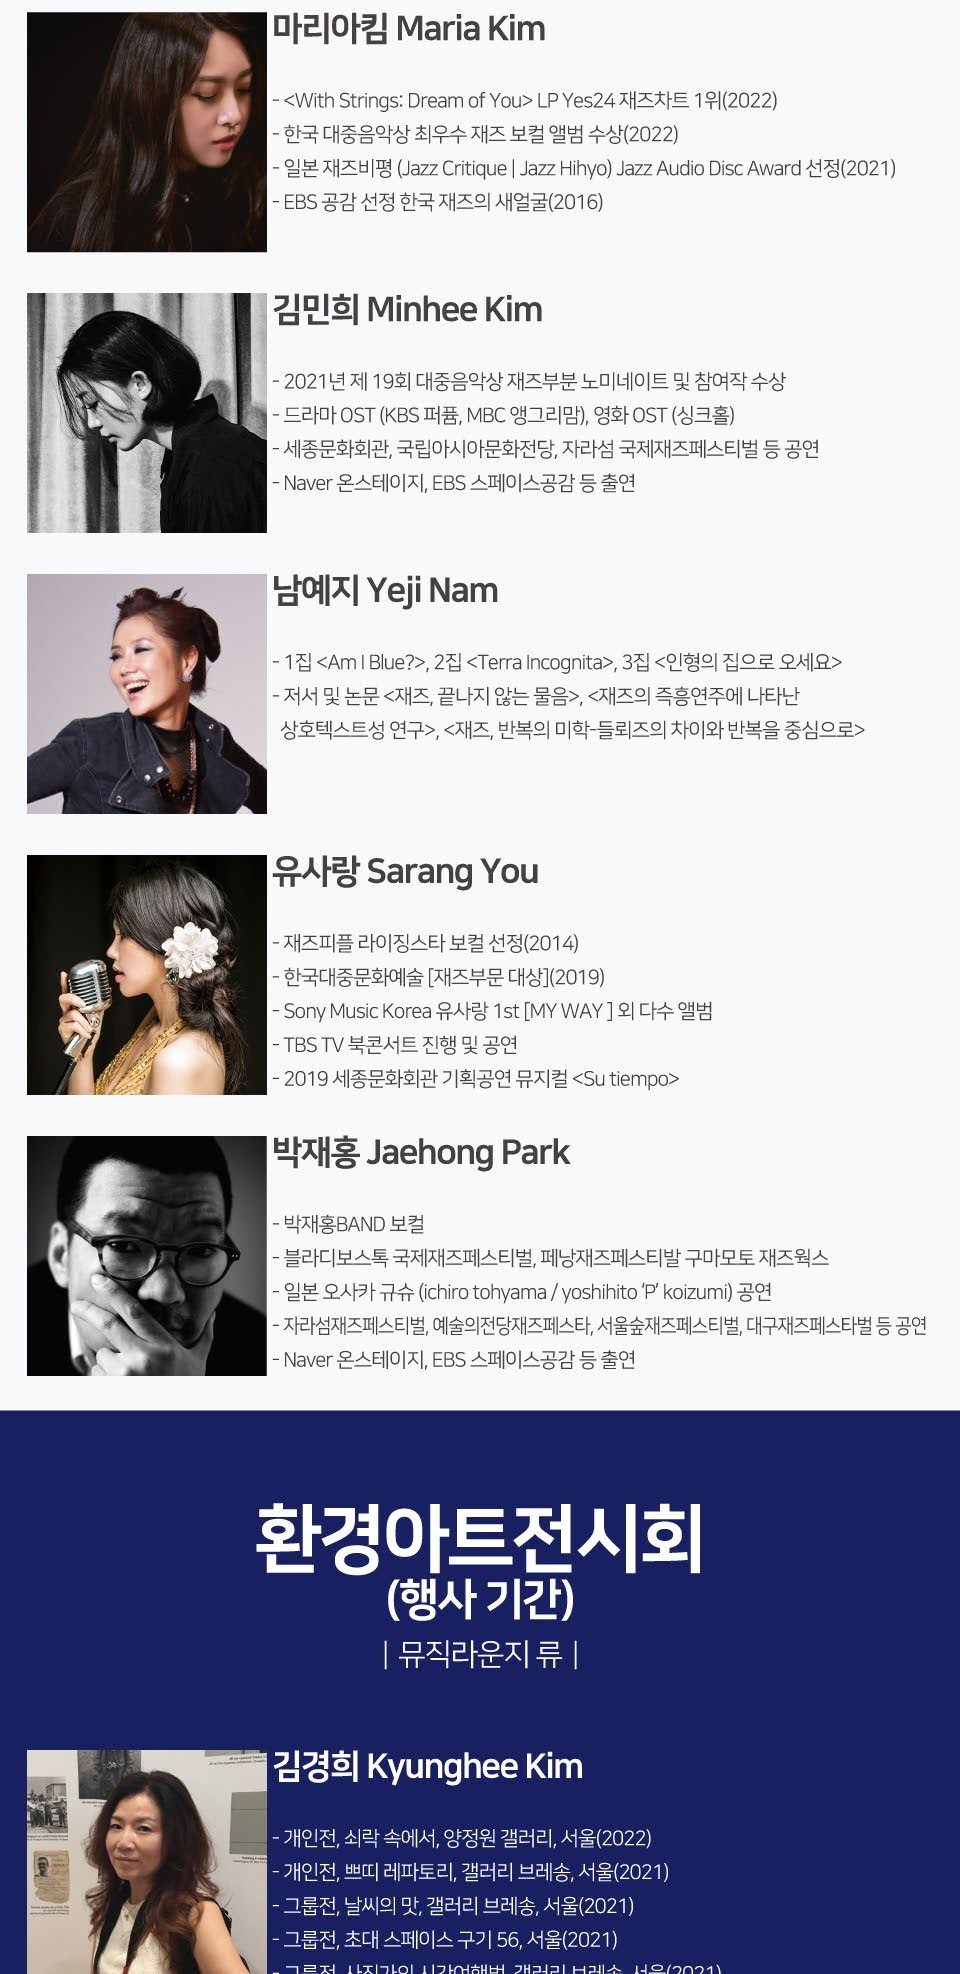 마리아킴 Maria Kim
- <With Strings: Dream of You> LP Yes24 재즈차트 1위(2022)
- 한국 대중음악상 최우수 재즈 보컬 앨범 수상(2022)
- 일본 재즈비평 (Jazz Critique | Jazz Hihyo) Jazz Audio Disc Award 선정(2021)
- EBS 공감 선정 한국 재즈의 새얼굴(2016)
김민희 Minhee Kim
- 2021년 제 19회 대중음악상 재즈부분 노미네이트 및 참여작 수상
- 드라마 OST (KBS 퍼퓸, MBC 앵그리맘), 영화 OST (싱크홀)
- 세종문화회관, 국립아시아문화전당, 자라섬 국제재즈페스티벌 등 공연
- Naver 온스테이지, EBS 스페이스공감 등 출연
남예지 Yeji Nam
- 1집 <Am I Blue?>, 2집 <Terra Incognita>, 3집 <인형의 집으로 오세요>
- 저서 및 논문 <재즈, 끝나지 않는 물음>, <재즈의 즉흥연주에 나타난
상호텍스트성 연구>, <재즈, 반복의 미학-들뢰즈의 차이와 반복을 중심으로>
유사랑 Sarang You
- 재즈피플 라이징스타 보컬 선정(2014)
- 한국대중문화예술 [재즈부문 대상](2019)
- Sony Music Korea 유사랑 1st [MY WAY ] 외 다수 앨범
- TBS TV 북콘서트 진행 및 공연
- 2019 세종문화회관 기획공연 뮤지컬 <Su tiempo>
박재홍 Jaehong Park
- 박재홍BAND 보컬
- 블라디보스톡 국제재즈페스티벌, 페낭재즈페스티발 구마모토 재즈웍스
- 일본 오사카 규슈 (ichiro tohyama / yoshihito ‘P’ koizumi) 공연
- 자라섬재즈페스티벌, 예술의전당재즈페스타, 서울숲재즈페스티벌, 대구재즈페스타벌 등 공연
- Naver 온스테이지, EBS 스페이스공감 등 출연
환경아트전시회
(행사 기간)
| 뮤직라운지 류 |
김경희 Kyunghee Kim
- 개인전, 쇠락 속에서, 양정원 갤러리, 서울(2022)
- 개인전, 쁘띠 레파토리, 갤러리 브레송, 서울(2021)
- 그룹전, 날씨의 맛, 갤러리 브레송, 서울(2021)
- 그룹전, 초대 스페이스 구기 56, 서울(2021)
- 그룹전, 사진가의 시간여행법, 갤러리 브레송, 서울(2021)